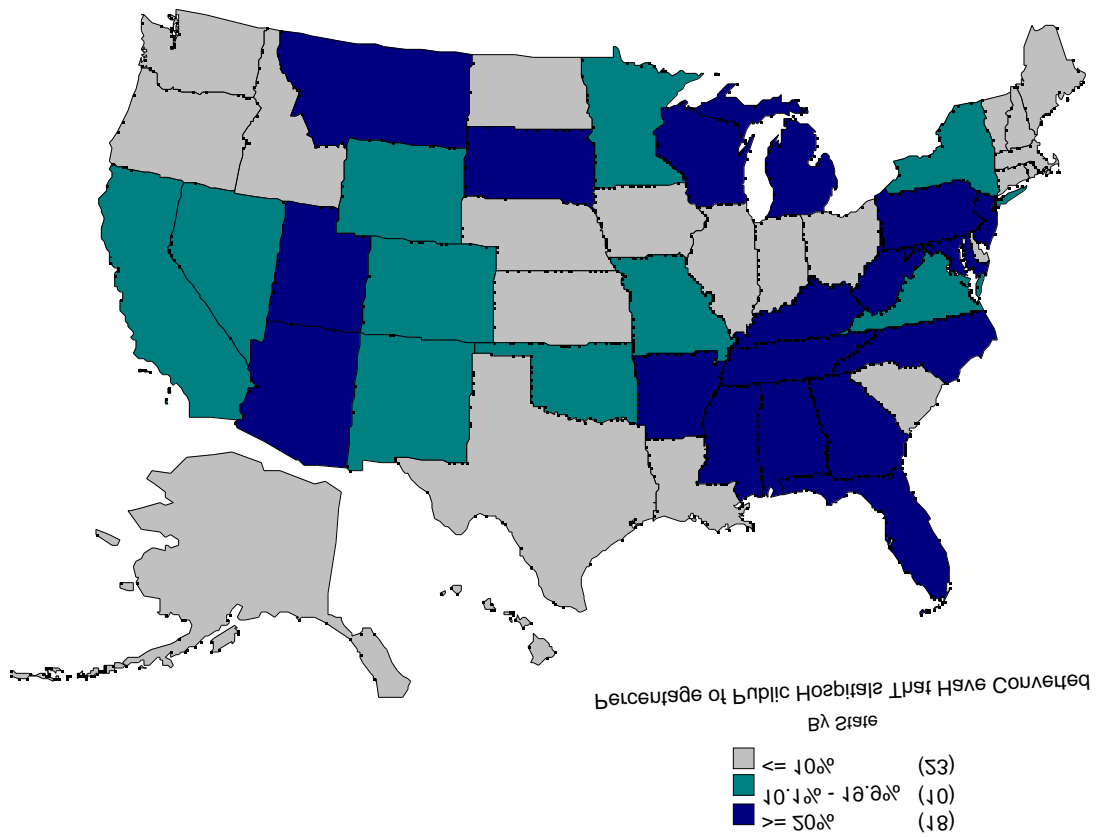 Percentage of Public Hospitals That Have Converted
By State
<= 10% (23)
10.1% - 19.9% (10)
>= 20% (18)